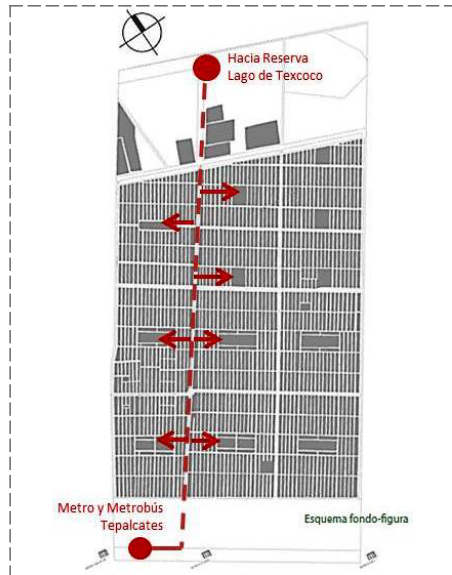 Hacia Reserva
Lago de Texcoco
Metro y Metrobús
Tepalcates
Esquema fondo-figura